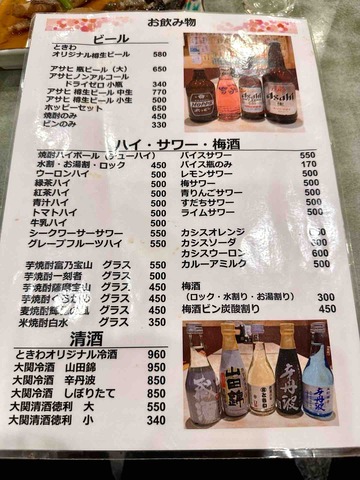 お飲み物
ビール
ときわ
オリジナル樽生ビール 580
アサヒ 瓶ビール（大） 650
アサヒノンアルコール
ドライゼロ 小瓶 340
アサヒ 樽生ビール 中生 770
アサヒ 樽生ビール 小生 500
ホッピーセット 650
焼酎のみ 450
ビンのみ 330
ハイ・サワー・梅酒
焼酎ハイボール（チューハイ）
水割・お湯割・ロック 450
ウーロンハイ 500
緑茶ハイ 500
紅茶ハイ
青汁ハイ
トマトハイ
牛乳ハイ
シークワーサーサワー 550
グレープフルーツハイ 550
芋焼酎富乃宝山 グラス 550
芋焼酎一刻者 グラス 500
芋焼酎薩摩宝山 グラス 450
グラス 450
麦焼酎 グラス 450
米焼酎白水 グラス 350
バイスサワー 550
バイス瓶のみ 170
レモンサワー 500
梅サワー 500
青りんごサワー 500
すだちサワー 500
ライムサワー 500
カシスオレンジ
カシスソーダ 600
カシスウーロン 600
カルーアミルク 500
梅酒
（ロック・水割り・お湯割り） 300
梅酒ビン炭酸割り 450
清酒
ときわオリジナル冷酒 960
大関冷酒 山田錦 950
大関冷酒 辛丹波 850
大関冷酒 しぼりたて 850
大関清酒徳利 大 550
大関清酒徳利 小 340
Asahi
山田錦
辛丹波